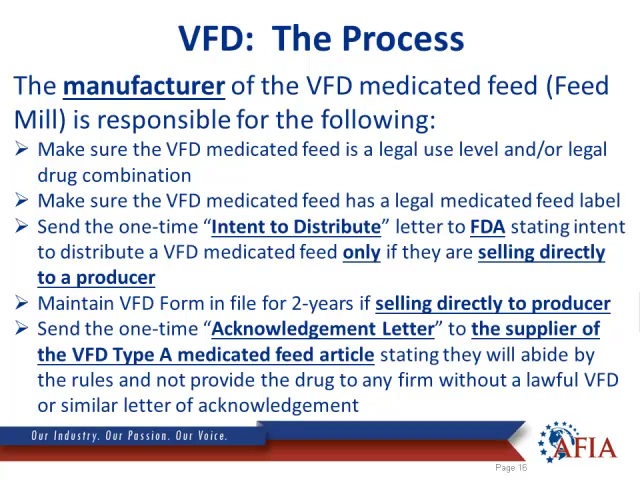 VFD:  The Process
The manufacturer of the VFD medicated feed (Feed
Mill) is responsible for the following:
➢ Make sure the VFD medicated feed is a legal use level and/or legal
drug combination
➢ Make sure the VFD medicated feed has a legal medicated feed label
➢ Send the one-time “Intent to Distribute” letter to FDA stating intent
to distribute a VFD medicated feed only if they are selling directly
to a producer
➢ Maintain VFD Form in file for 2-years if selling directly to producer
➢ Send the one-time “Acknowledgement Letter” to the supplier of
the VFD Type A medicated feed article stating they will abide by
the rules and not provide the drug to any firm without a lawful VFD
or similar letter of acknowledgement
Our Industry. Our Passion. Our Voice.
AFIA
Page 16